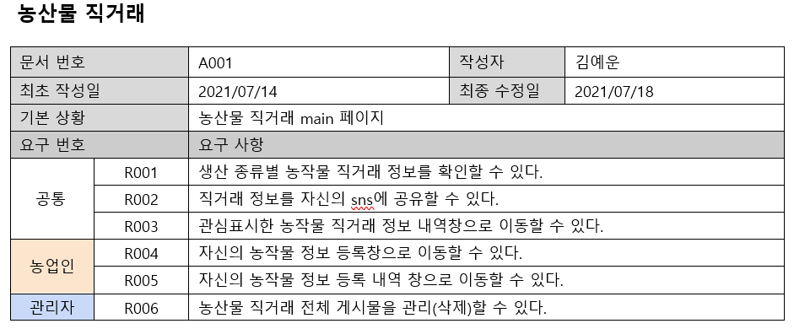 농산물 직거래
문서 번호 A001 작성자 김예운
최초 작성일 2021/07/14 최종 수정일 2021/07/18
기본 상황 농산물 직거래 main 페이지
요구 번호 요구 사항
공통 R001 생산 종류별 농작물 직거래 정보를 확인할 수 있다.
R002 직거래 정보를 자신의 sns에 공유할 수 있다.
R003 관심표시한 농작물 직거래 정보 내역창으로 이동할 수 있다.
농업인 R004 자신의 농작물 정보 등록창으로 이동할 수 있다.
R005 자신의 농작물 정보 등록 내역 창으로 이동할 수 있다.
관리자 R006 농산물 직거래 전체 게시물을 관리(삭제)할 수 있다.